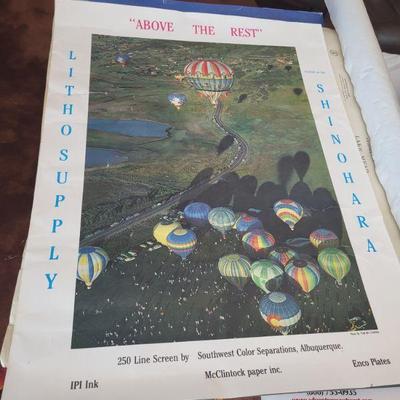 "ABOVE THE REST"
LITHO SUPPLY
SHINOHARA
250 Line Screen by Southwest Color Separations, Albuquerque.
McClintock paper inc.
IPI Ink
Enco Plates